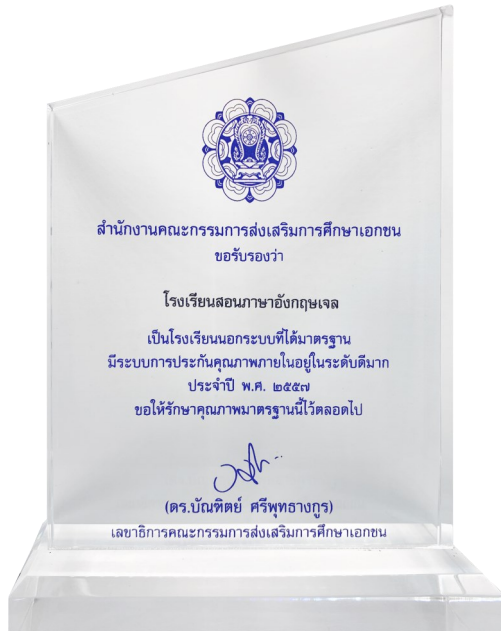 สำนักงานคณะกรรมการส่งเสริมการศึกษาเอกชน
ขอรับรองว่า
โรงเรียนสอนภาษาอังกฤษเจล
เป็นโรงเรียนนอกระบบที่ได้มาตรฐาน
มีระบบการประกันคุณภาพภายในอยู่ในระดับดีมาก
ประจำปี พ.ศ. ๒๕๕๗
ขอให้รักษาคุณภาพมาตรฐานนี้ไว้ตลอดไป
(ดร.บัณฑิตย์ ศรีพุทธางกูร)
เลขาธิการคณะกรรมการส่งเสริมการศึกษาเอกชน